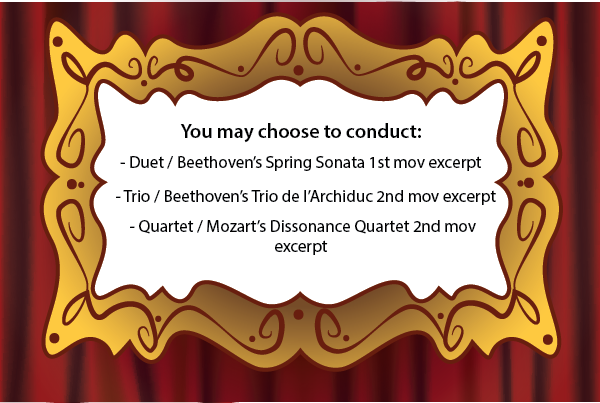 You may choose to conduct:
- Duet / Beethoven’s Spring Sonata 1st mov excerpt
- Trio / Beethoven’s Trio de l’Archiduc 2nd mov excerpt
- Quartet / Mozart’s Dissonance Quartet 2nd mov
excerpt